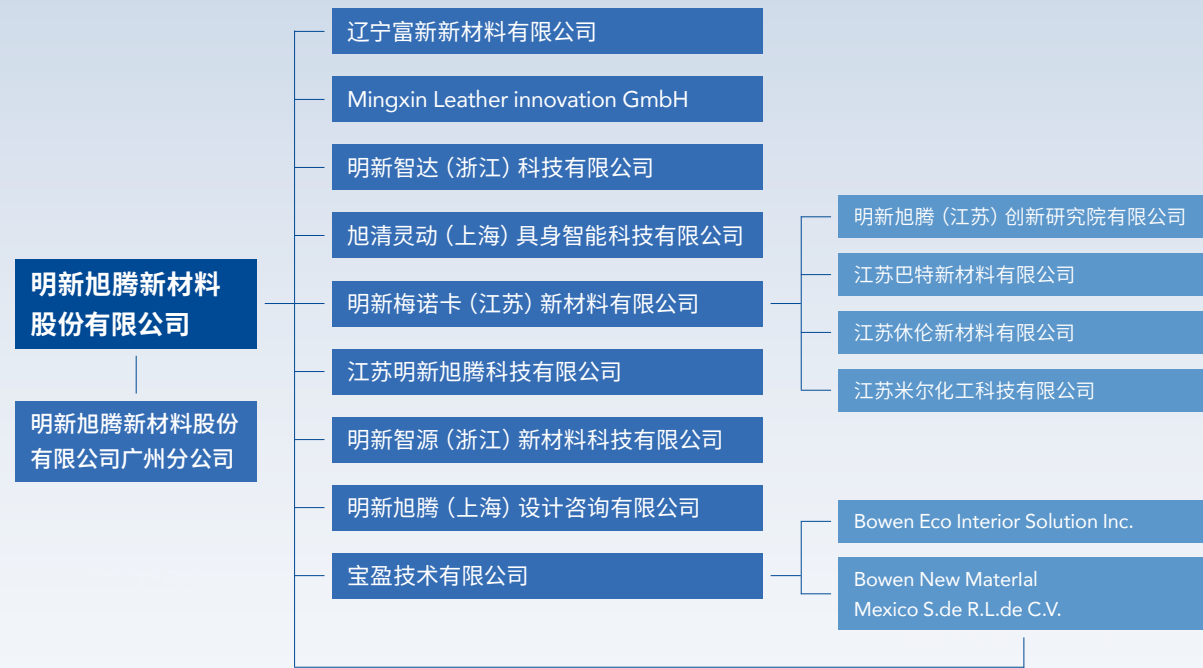 明新旭腾新材料
股份有限公司
明新旭腾新材料股份
有限公司广州分公司
辽宁富新新材料有限公司
Mingxin Leather innovation GmbH
明新智达（浙江）科技有限公司
旭清灵动（上海）具身智能科技有限公司
明新梅诺卡（江苏）新材料有限公司
江苏明新旭腾科技有限公司
明新智源（浙江）新材料科技有限公司
明新旭腾（上海）设计咨询有限公司
宝盈技术有限公司
明新旭腾（江苏）创新研究院有限公司
江苏巴特新材料有限公司
江苏休伦新材料有限公司
江苏米尔化工科技有限公司
Bowen Eco Interior Solution Inc.
Bowen New Materlal
Mexico S.de R.L.de C.V.